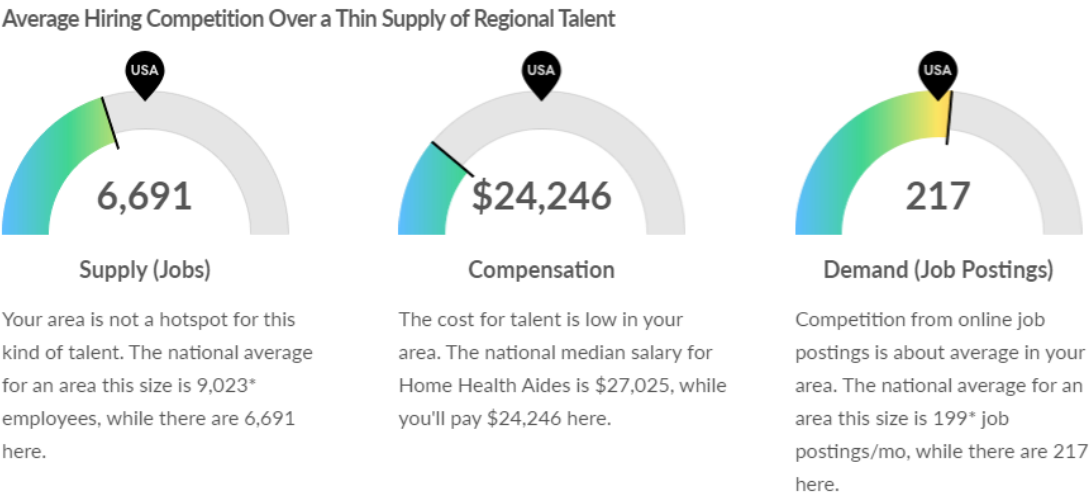 Average Hiring Competition Over a Thin Supply of Regional Talent
USA
6,691
Supply (Jobs)
Your area is not a hotspot for this
kind of talent. The national average
for an area this size is 9,023*
employees, while there are 6,691
here.
USA
$24,246
Compensation
The cost for talent is low in your
area. The national median salary for
Home Health Aides is $27,025, while
you'll pay $24,246 here.
USA
217
Demand (Job Postings)
Competition from online job
postings is about average in your
area. The national average for an
area this size is 199* job
postings/mo, while there are 217
here.